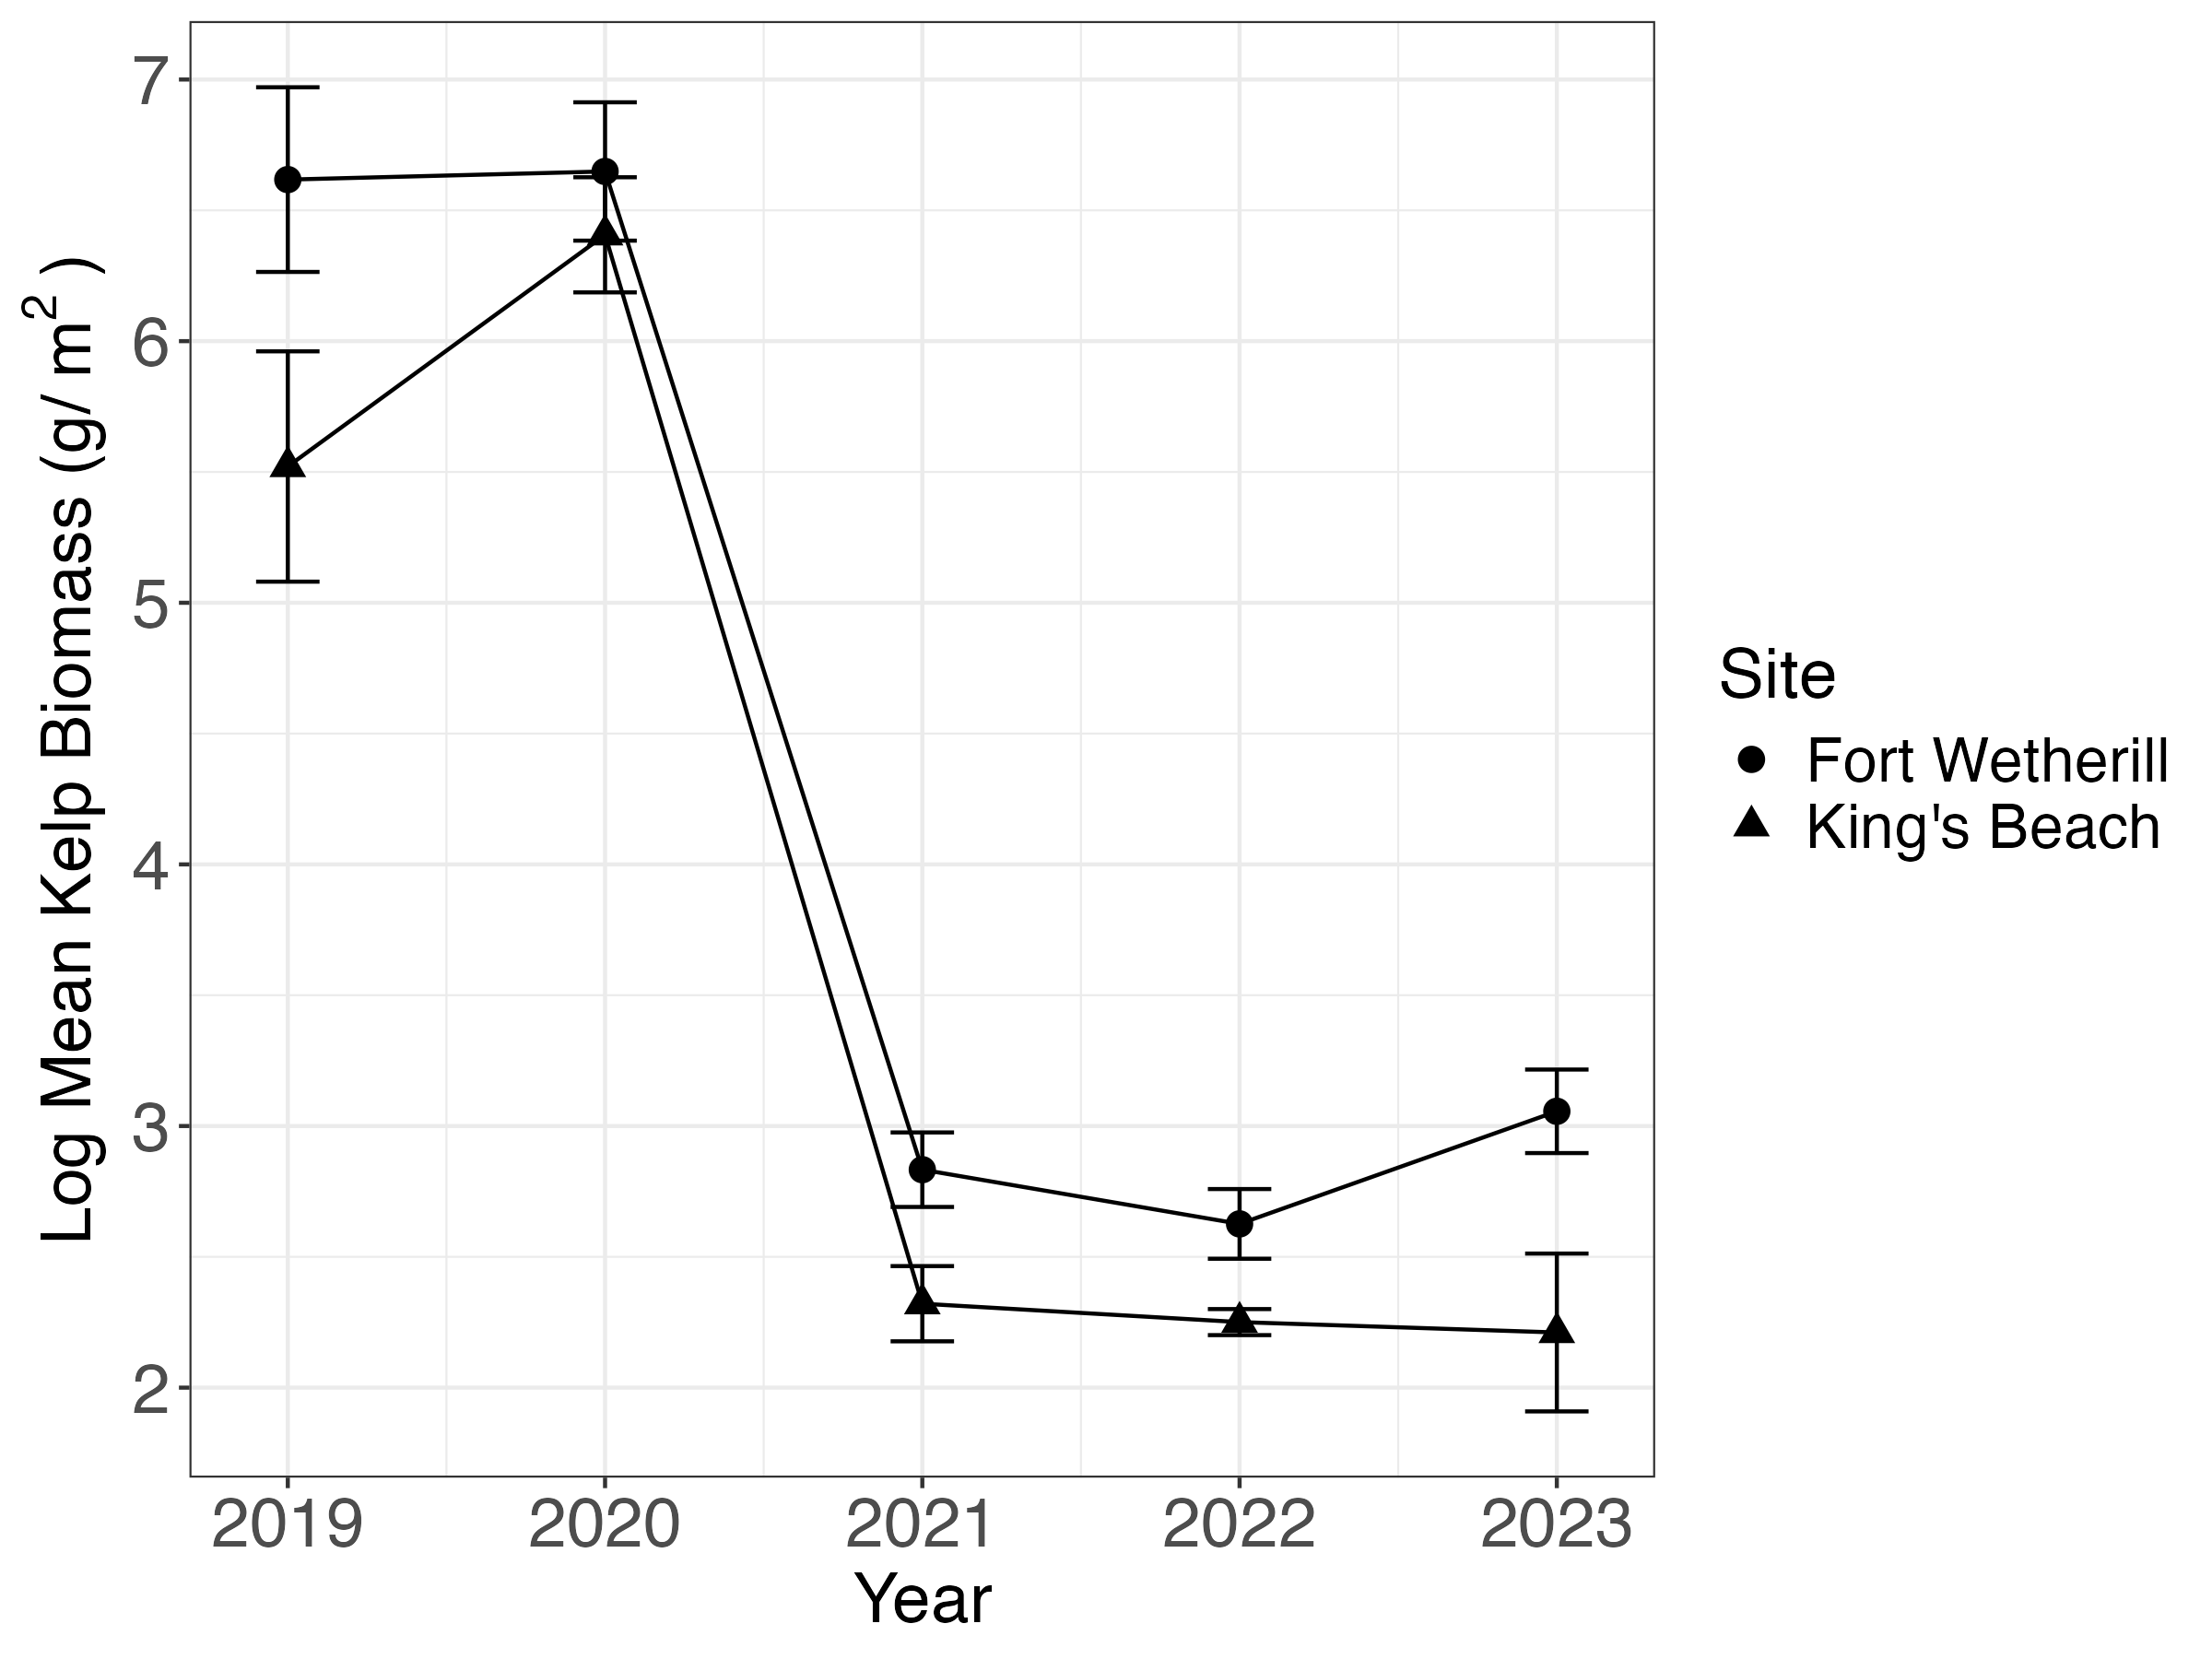 Log Mean Kelp Biomass (g/ m²)
7
6
5
4
3
2
2019 2020 2021 2022 2023
Year
Site
Fort Wetherill
King's Beach